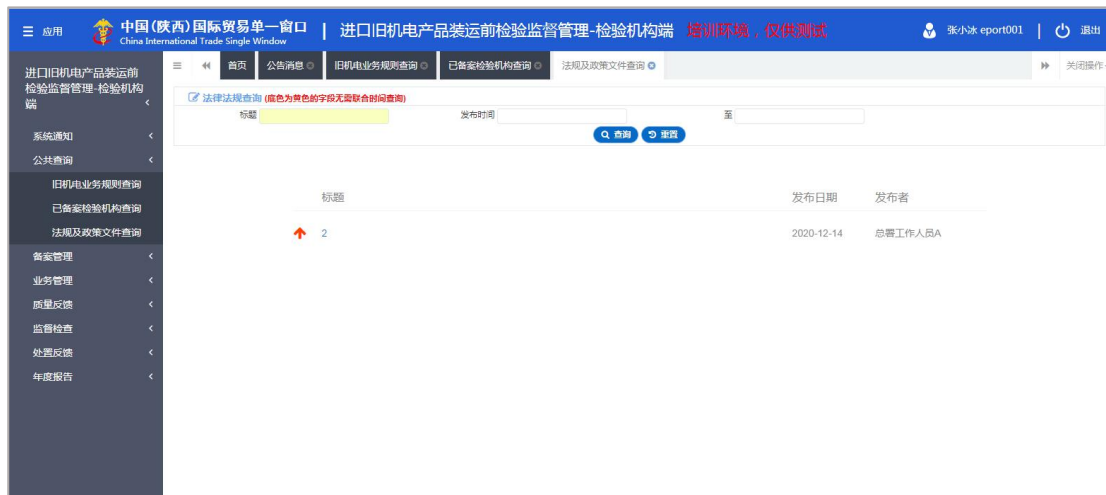 应用
中国(陕西)国际贸易单一窗口
China International Trade Single Window
进口旧机电产品装运前检验监督管理-检验机构端
培训环境，仅供测试
张小冰 eport001
退出
首页 公告消息 旧机电业务规则查询 已备案检验机构查询 法规及政策文件查询
关闭操作
进口旧机电产品装运前
检验监督管理-检验机构
端
系统通知
公共查询
旧机电业务规则查询
已备案检验机构查询
法规及政策文件查询
备案管理
业务管理
质量反馈
监督检查
处置反馈
年度报告
法律法规查询 (底色为黄色的字段无需联合时间查询)
标题 发布时间 至
查询 重置
标题 发布日期 发布者
2 2020-12-14 总署工作人员A